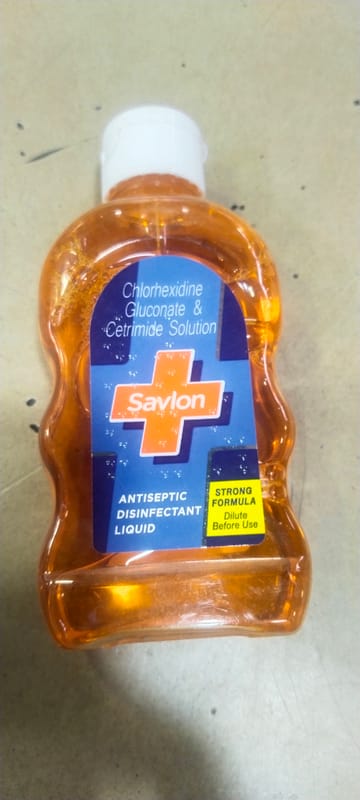 Chlorhexidine
Gluconate &
Cetrimide Solution
Savlon
ANTISEPTIC
DISINFECTANT
LIQUID
STRONG
FORMULA
Dilute
Before Use